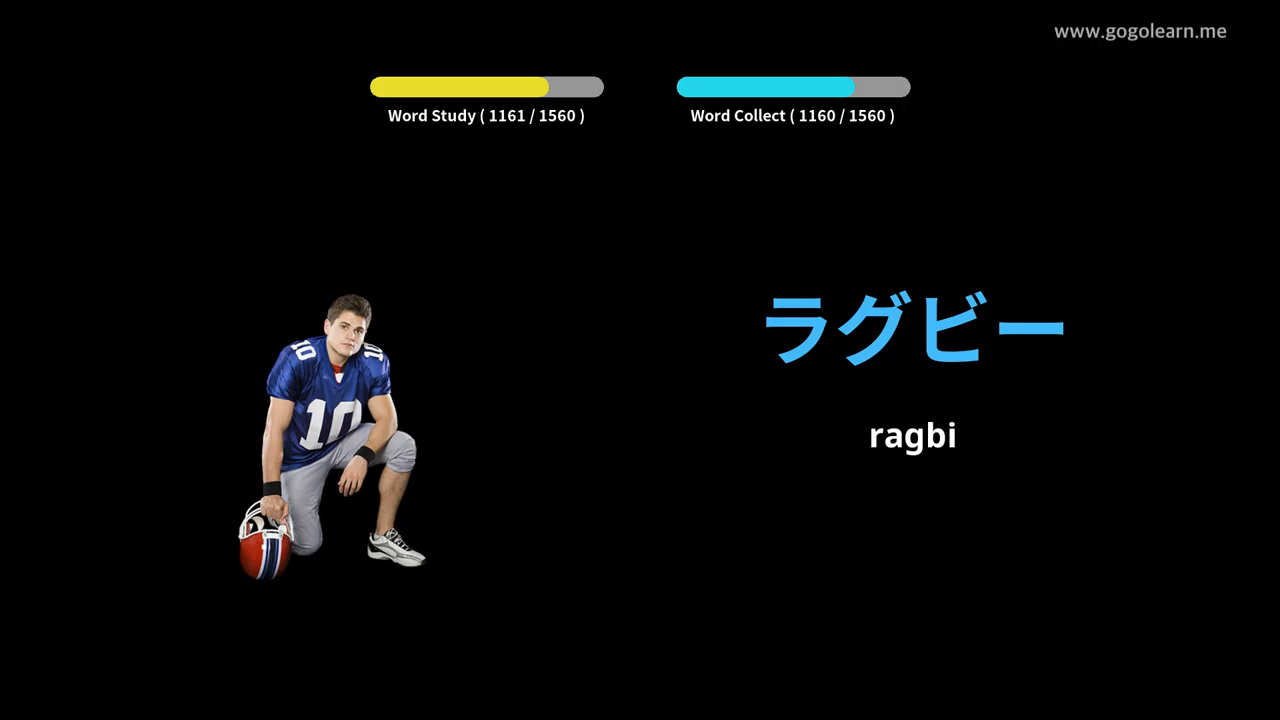 www.gogolearn.me
Word Study ( 1161 / 1560 )
Word Collect ( 1160 / 1560 )
10
10
10
ラグビー
ragbi